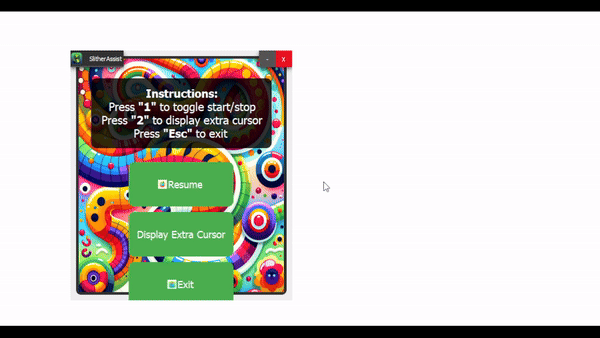 SlitherAssist
- x
Instructions:
Press "1" to toggle start/stop
Press "2" to display extra cursor
Press "Esc" to exit
Resume
Display Extra Cursor
Exit